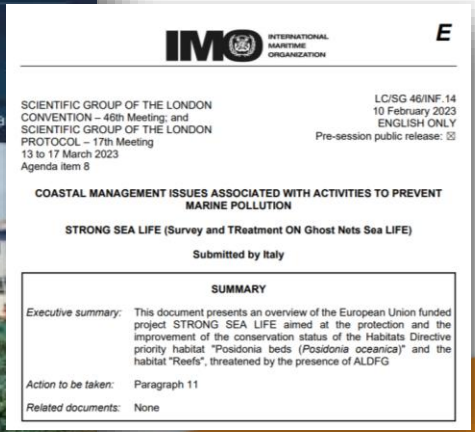 IMO
INTERNATIONAL
MARITIME
ORGANIZATION
E
SCIENTIFIC GROUP OF THE LONDON
CONVENTION – 46th Meeting; and
SCIENTIFIC GROUP OF THE LONDON
PROTOCOL – 17th Meeting
13 to 17 March 2023
Agenda item 8
LC/SG 46/INF.14
10 February 2023
ENGLISH ONLY
Pre-session public release: ☒
COASTAL MANAGEMENT ISSUES ASSOCIATED WITH ACTIVITIES TO PREVENT
MARINE POLLUTION
STRONG SEA LIFE (Survey and TReatment ON Ghost Nets Sea LIFE)
Submitted by Italy
SUMMARY
Executive summary: This document presents an overview of the European Union funded
project STRONG SEA LIFE aimed at the protection and the
improvement of the conservation status of the Habitats Directive
priority habitat "Posidonia beds (Posidonia oceanica)" and the
habitat "Reefs", threatened by the presence of ALDFG
Action to be taken: Paragraph 11
Related documents: None